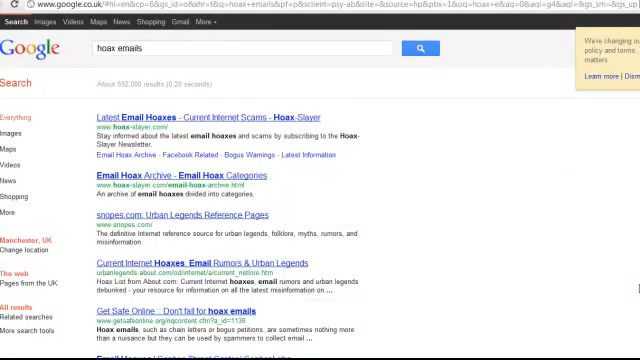 www.google.co.uk/#hl=en&cp=6&gs_id=o&xhr=t&q=hoax+emails&pf=p&sclient=psy-ab&site=&source=hp&pbx=1&oq=hoax+e&aq=0&aqi=g4&aql=&gs_sm=&gs_up
Search Images Videos Maps News Shopping Gmail More
Google
hoax emails
We're changing our
policy and terms.
matters
Learn more | Dism
Search
About 592,000 results (0.20 seconds)
Everything
Images
Maps
Videos
News
Shopping
More
Manchester, UK
Change location
The web
Pages from the UK
All results
Related searches
More search tools
Latest Email Hoaxes - Current Internet Scams - Hoax-Slayer
www.hoax-slayer.com/
Stay informed about the latest email hoaxes and scams by subscribing to the Hoax-
Slayer Newsletter.
Email Hoax Archive - Facebook Related - Bogus Warnings - Latest Information
Email Hoax Archive - Email Hoax Categories
www.hoax-slayer.com/email-hoax-archive.html
An archive of email hoaxes divided into categories.
snopes.com: Urban Legends Reference Pages
www.snopes.com/
The definitive Internet reference source for urban legends, folklore, myths, rumors, and
misinformation.
Current Internet Hoaxes, Email Rumors & Urban Legends
urbanlegends.about.com/od/internet/a/current_netlore.htm
Hoax List from About.com: Current Internet hoaxes, email rumors and urban legends
debunked - your resource for information on all the latest misinformation on ...
Get Safe Online :: Don't fall for hoax emails
www.getsafeonline.org/nqcontent.cfm?a_id=1138
Hoax emails, such as chain letters or bogus petitions, are sometimes nothing more
than a nuisance but they can be used by spammers to collect email ...